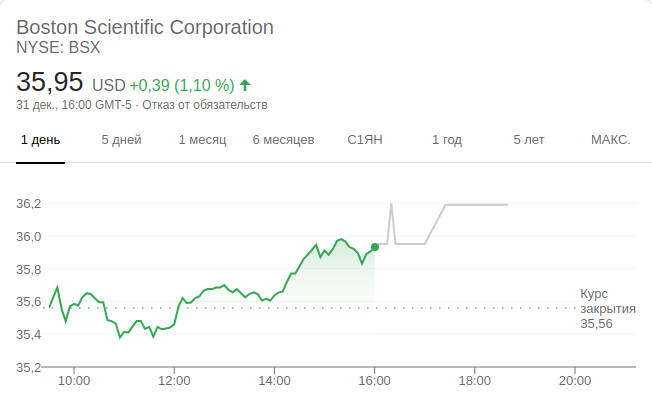 Boston Scientific Corporation
NYSE: BSX
35,95 USD +0,39 (1,10 %)
31 дек., 16:00 GMT-5 · Отказ от обязательств
1 день 5 дней 1 месяц 6 месяцев С1ЯН 1 год 5 лет МАКС.
36,2
36,0
35,8
35,6
35,4
35,2
Курс
закрытия
35,56
10:00 12:00 14:00 16:00 18:00 20:00